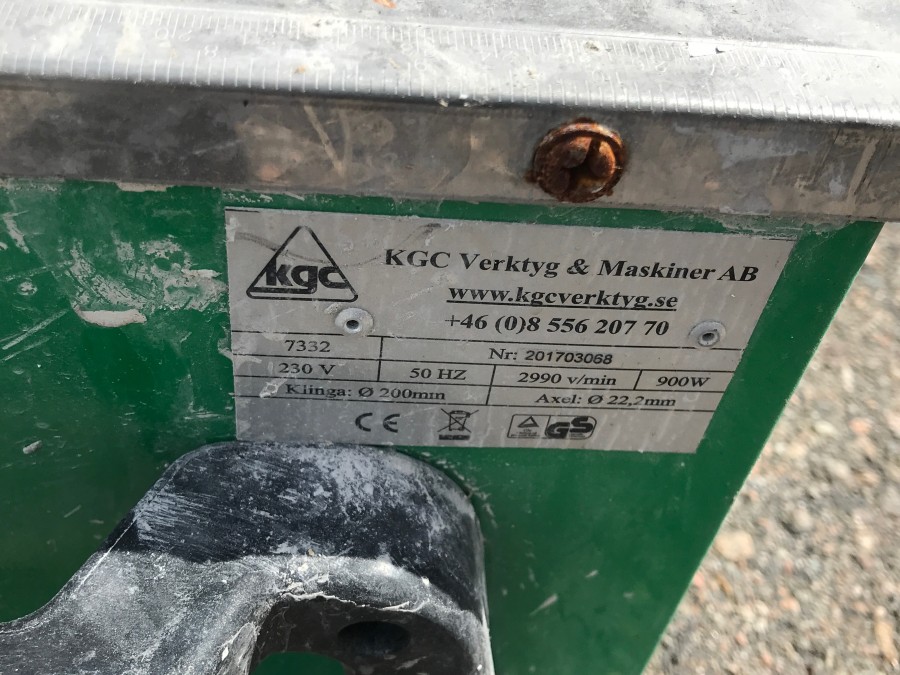 kgc
KGC Verktyg & Maskiner AB
www.kgcverktyg.se
+46 (0)8 556 207 70
7332 Nr: 201703068
230 V 50 HZ 2990 v/min 900W
Klinga: Ø 200mm Axel: Ø 22,2mm
CE GS